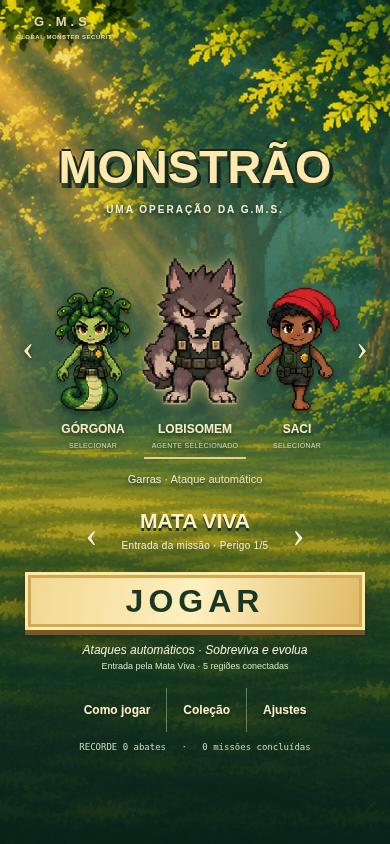 G.M.S
GLOBAL MONSTER SECURIT
MONSTRÃO
UMA OPERAÇÃO DA G.M.S.
‹ ›
GÓRGONA LOBISOMEM SACI
SELECIONAR AGENTE SELECIONADO SELECIONAR
Garras · Ataque automático
‹ MATA VIVA ›
Entrada da missão · Perigo 1/5
JOGAR
Ataques automáticos · Sobreviva e evolua
Entrada pela Mata Viva · 5 regiões conectadas
Como jogar Coleção Ajustes
RECORDE 0 abates · 0 missões concluídas